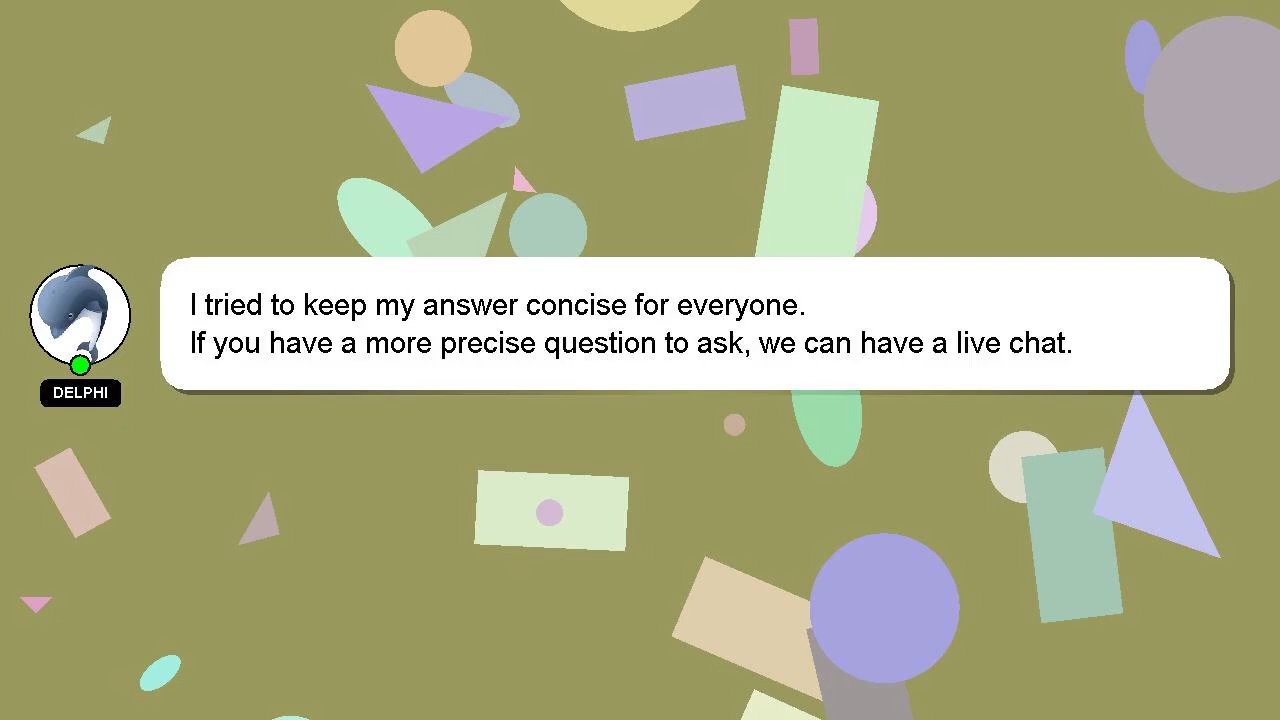 I tried to keep my answer concise for everyone.
If you have a more precise question to ask, we can have a live chat.
DELPHI